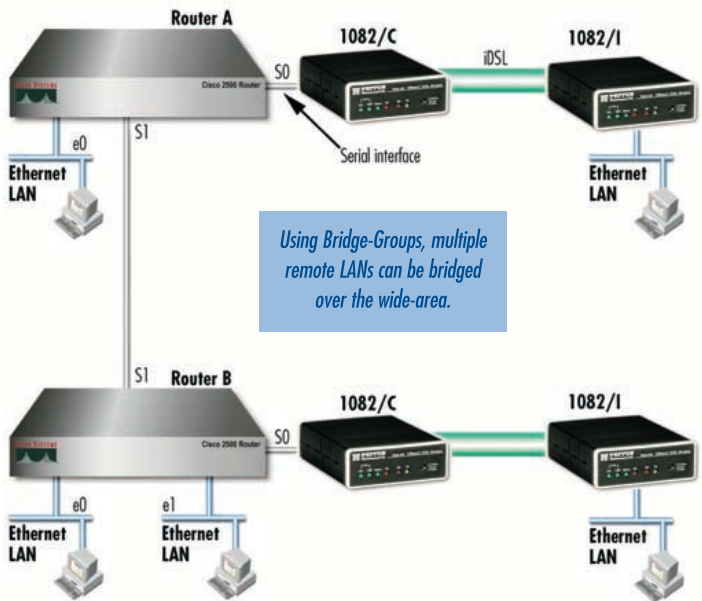 Router A
1082/C
1082/I
iDSL
S0
Cisco 2500 Router
S1
e0
Serial interface
Ethernet
LAN
Ethernet
LAN
Using Bridge-Groups, multiple
remote LANs can be bridged
over the wide-area.
S1
Router B
1082/C
1082/I
S0
Cisco 2500 Router
e0
e1
Ethernet
LAN
Ethernet
LAN
Ethernet
LAN